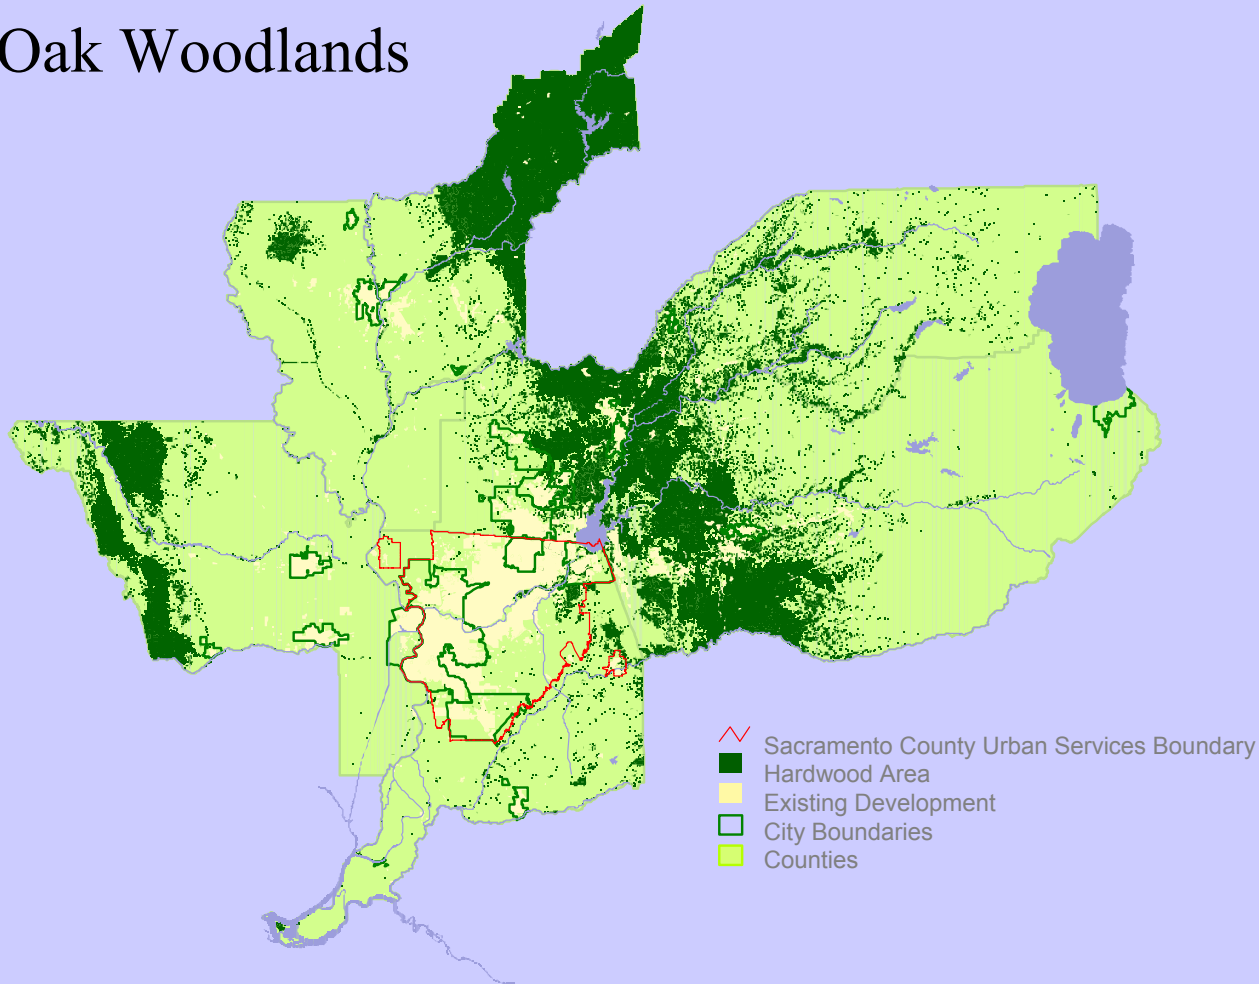 Oak Woodlands
Sacramento County Urban Services Boundary
Hardwood Area
Existing Development
City Boundaries
Counties